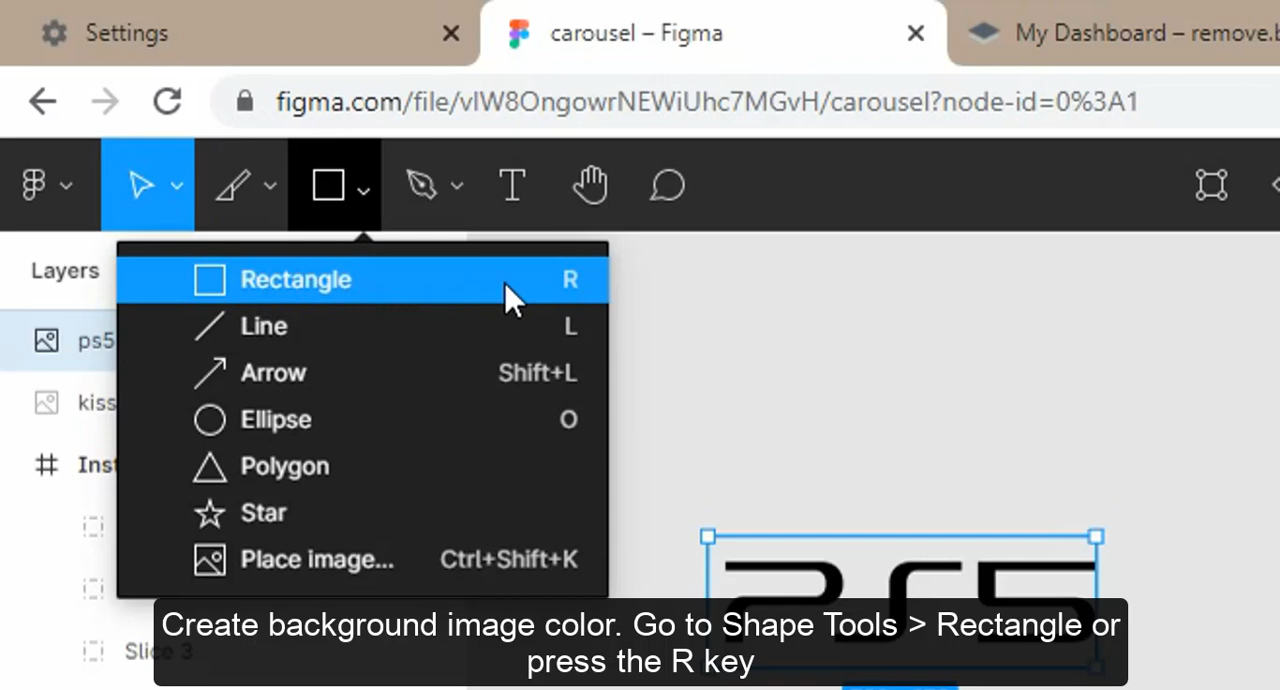 Settings
carousel – Figma
My Dashboard – remove.b
figma.com/file/vlW8OngowrNEWiUhc7MGvH/carousel?node-id=0%3A1
Layers
Rectangle R
Line L
ps5
Arrow Shift+L
kiss
Ellipse O
Inst
Polygon
Star
Place image... Ctrl+Shift+K
PS5
Create background image color. Go to Shape Tools > Rectangle or
press the R key
Slice 3